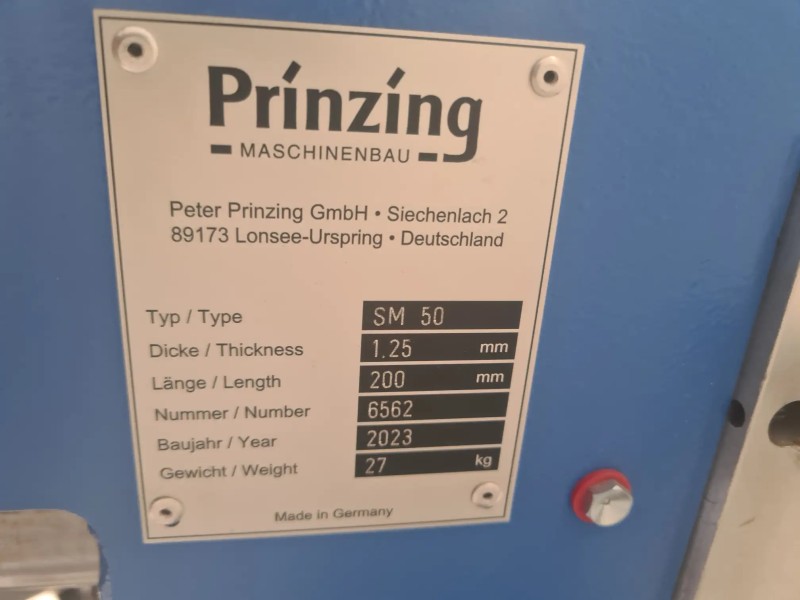 Prinzing
MASCHINENBAU
Peter Prinzing GmbH • Siechenlach 2
89173 Lonsee-Urspring • Deutschland
Typ / Type SM 50
Dicke / Thickness 1.25 mm
Länge / Length 200 mm
Nummer / Number 6562
Baujahr / Year 2023
Gewicht / Weight 27 kg
Made in Germany